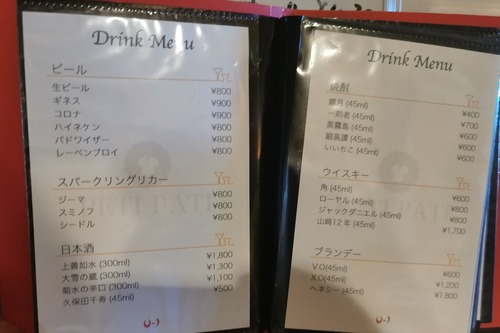 Drink Menu
ビール
生ビール ¥800
ギネス ¥900
コロナ ¥900
ハイネケン ¥800
バドワイザー ¥800
レーベンブロイ ¥800
スパークリングリカー
ジーマ ¥800
スミノフ ¥800
シードル ¥800
日本酒
上善如水 (300ml) ¥1,800
大雪の蔵 (300ml) ¥1,300
菊水の辛口 (300ml) ¥1,100
久保田千寿 (45ml) ¥500
Drink Menu
焼酎
鏡月 (45ml) ¥400
一刻者 (45ml) ¥700
黒霧島 (45ml) ¥600
鍛高譚 (45ml) ¥600
いいちこ (45ml) ¥600
ウイスキー
角 (45ml) ¥600
ローヤル (45ml) ¥800
ジャックダニエル (45ml) ¥800
山崎12年 (45ml) ¥1,700
ブランデー
V.O(45ml) ¥800
X.O(45ml) ¥1,200
ヘネシー(45ml) ¥1,800